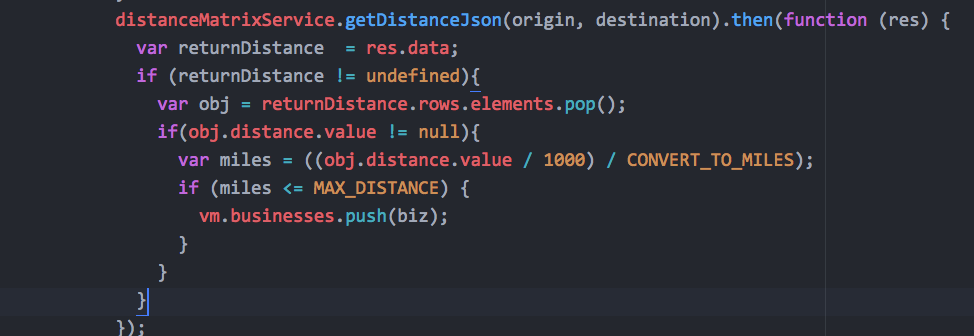 distanceMatrixService.getDistanceJson(origin, destination).then(function (res) {
var returnDistance  = res.data;
if (returnDistance != undefined){
var obj = returnDistance.rows.elements.pop();
if(obj.distance.value != null){
var miles = ((obj.distance.value / 1000) / CONVERT_TO_MILES);
if (miles <= MAX_DISTANCE) {
vm.businesses.push(biz);
}
}
}
});